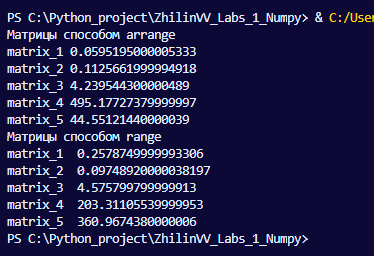 PS C:\Python_project\ZhilinVV_Labs_1_Numpy> & C:/User
Матрицы способом arrange
matrix_1 0.0595195000005333
matrix_2 0.1125661999994918
matrix_3 4.239544300000489
matrix_4 495.17727379999997
matrix_5 44.55121440000039
Матрицы способом range
matrix_1  0.2578749999993306
matrix_2  0.09748920000038197
matrix_3  4.575799799999913
matrix_4  203.31105539999953
matrix_5  360.9674380000006
PS C:\Python_project\ZhilinVV_Labs_1_Numpy>